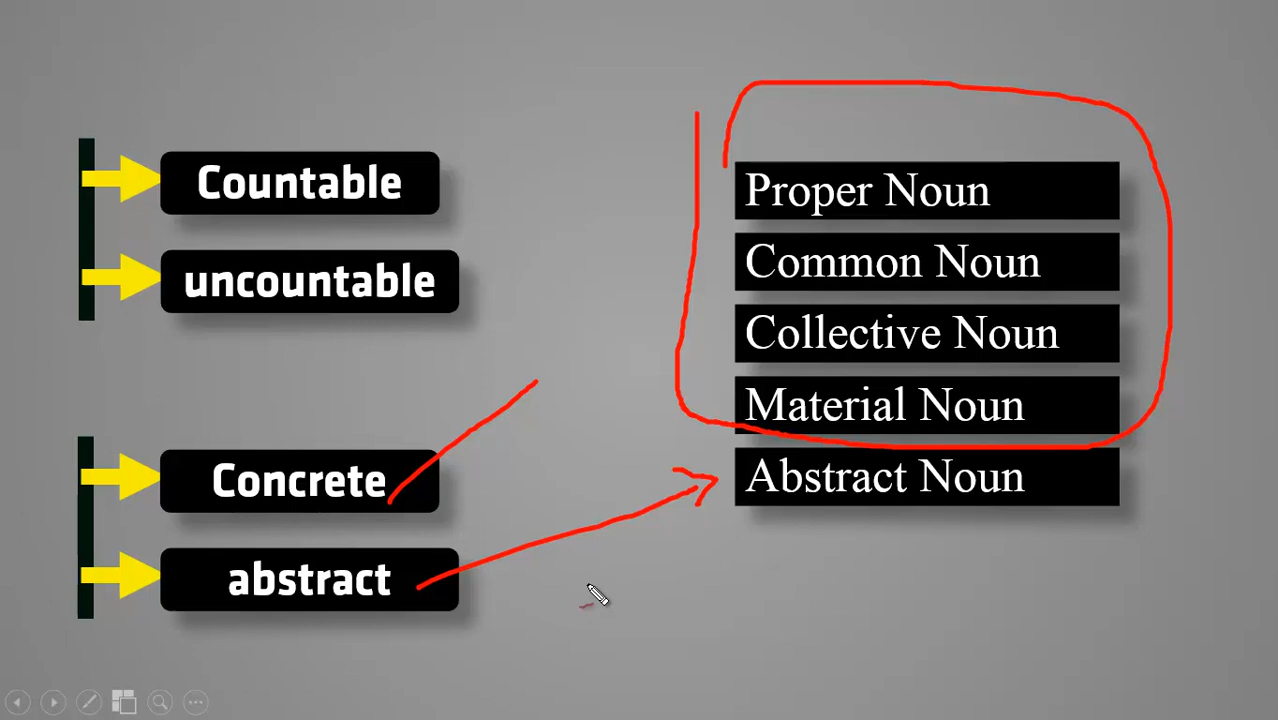 Countable
uncountable
Concrete
abstract
Proper Noun
Common Noun
Collective Noun
Material Noun
Abstract Noun